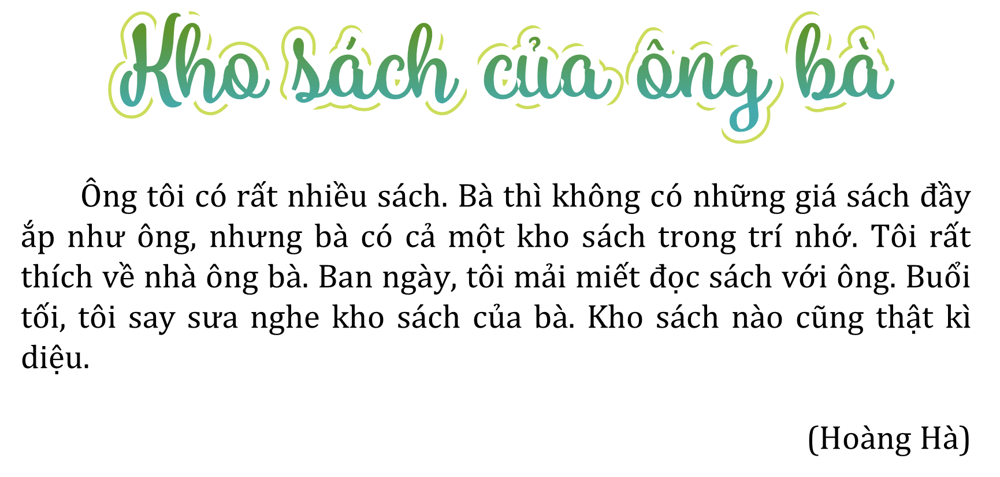 Kho sách của ông bà
Ông tôi có rất nhiều sách. Bà thì không có những giá sách đầy
ắp như ông, nhưng bà có cả một kho sách trong trí nhớ. Tôi rất
thích về nhà ông bà. Ban ngày, tôi mải miết đọc sách với ông. Buổi
tối, tôi say sưa nghe kho sách của bà. Kho sách nào cũng thật kì
diệu.
(Hoàng Hà)